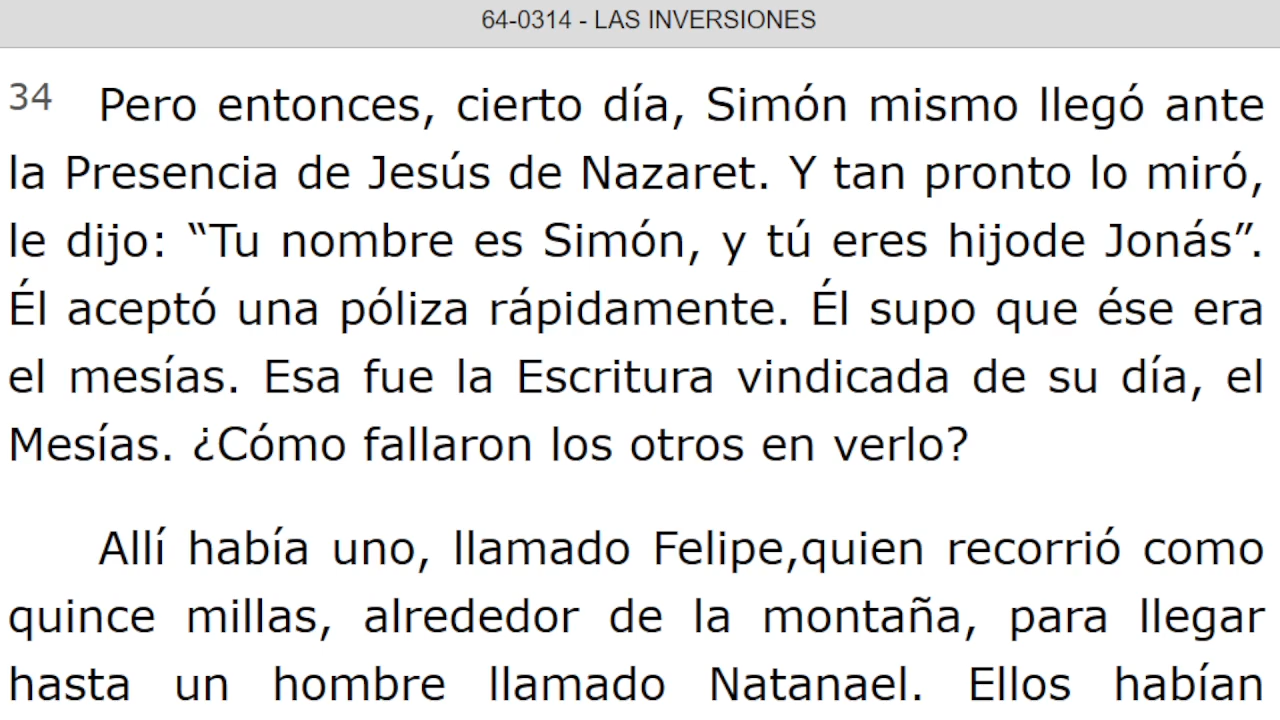 64-0314 - LAS INVERSIONES
34 Pero entonces, cierto día, Simón mismo llegó ante
la Presencia de Jesús de Nazaret. Y tan pronto lo miró,
le dijo: “Tu nombre es Simón, y tú eres hijode Jonás”.
Él aceptó una póliza rápidamente. Él supo que ése era
el mesías. Esa fue la Escritura vindicada de su día, el
Mesías. ¿Cómo fallaron los otros en verlo?
Allí había uno, llamado Felipe,quien recorrió como
quince millas, alrededor de la montaña, para llegar
hasta un hombre llamado Natanael. Ellos habían